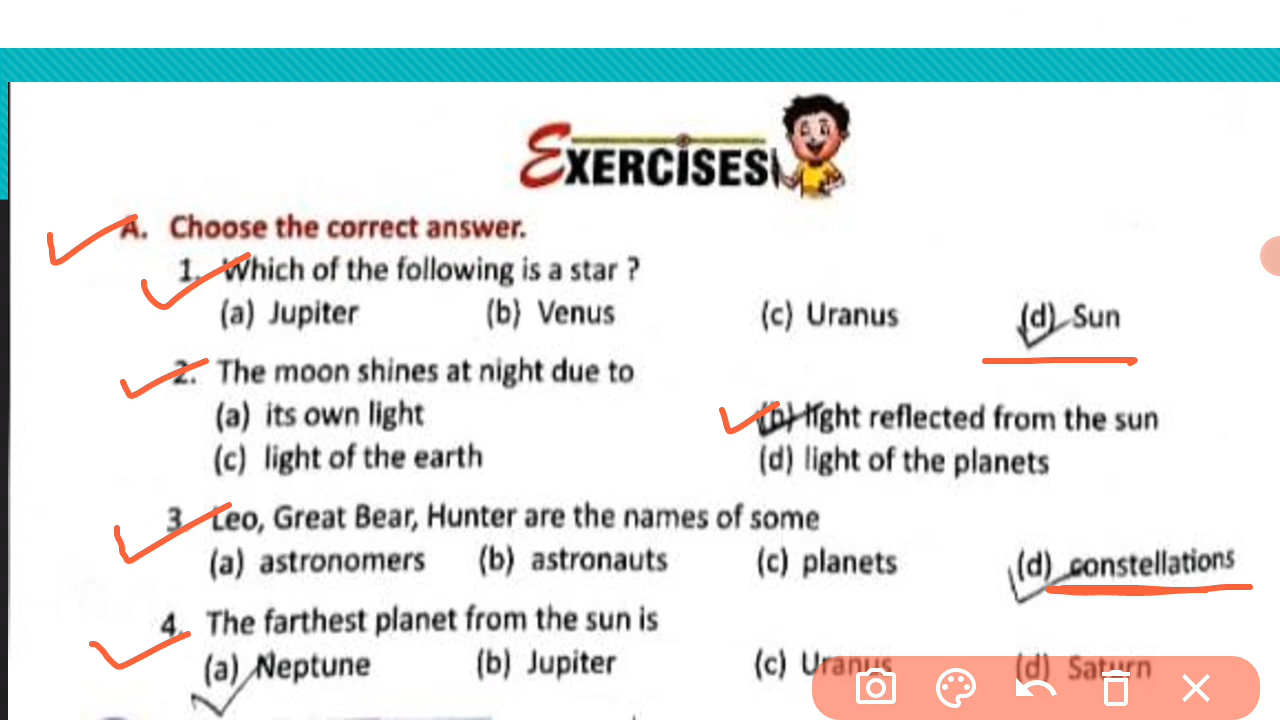 EXERCISES
A. Choose the correct answer.
1. Which of the following is a star ?
(a) Jupiter (b) Venus (c) Uranus (d) Sun
2. The moon shines at night due to
(a) its own light (b) light reflected from the sun
(c) light of the earth (d) light of the planets
3. Leo, Great Bear, Hunter are the names of some
(a) astronomers (b) astronauts (c) planets (d) constellations
4. The farthest planet from the sun is
(a) Neptune (b) Jupiter (c) Uranus (d) Saturn